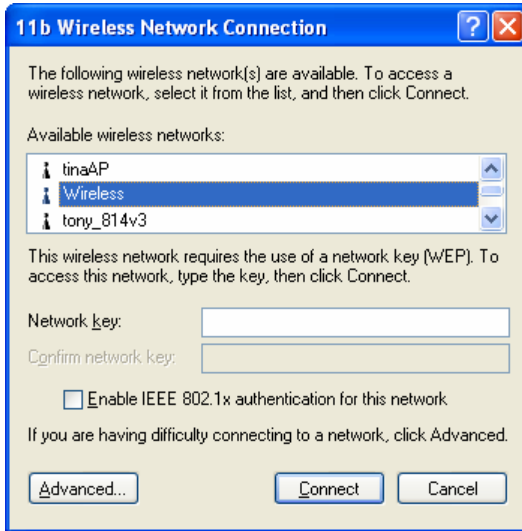 11b Wireless Network Connection
The following wireless network(s) are available. To access a
wireless network, select it from the list, and then click Connect.
Available wireless networks:
tinaAP
Wireless
tony_814v3
This wireless network requires the use of a network key (WEP). To
access this network, type the key, then click Connect.
Network key:
Confirm network key:
Enable IEEE 802.1x authentication for this network
If you are having difficulty connecting to a network, click Advanced.
Advanced... Connect Cancel